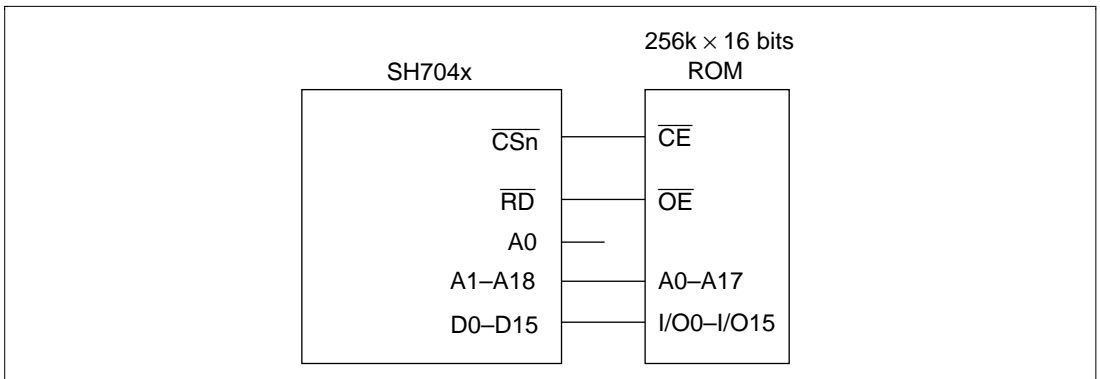 256k × 16 bits
SH704x ROM
CSn CE
RD OE
A0
A1–A18 A0–A17
D0–D15 I/O0–I/O15